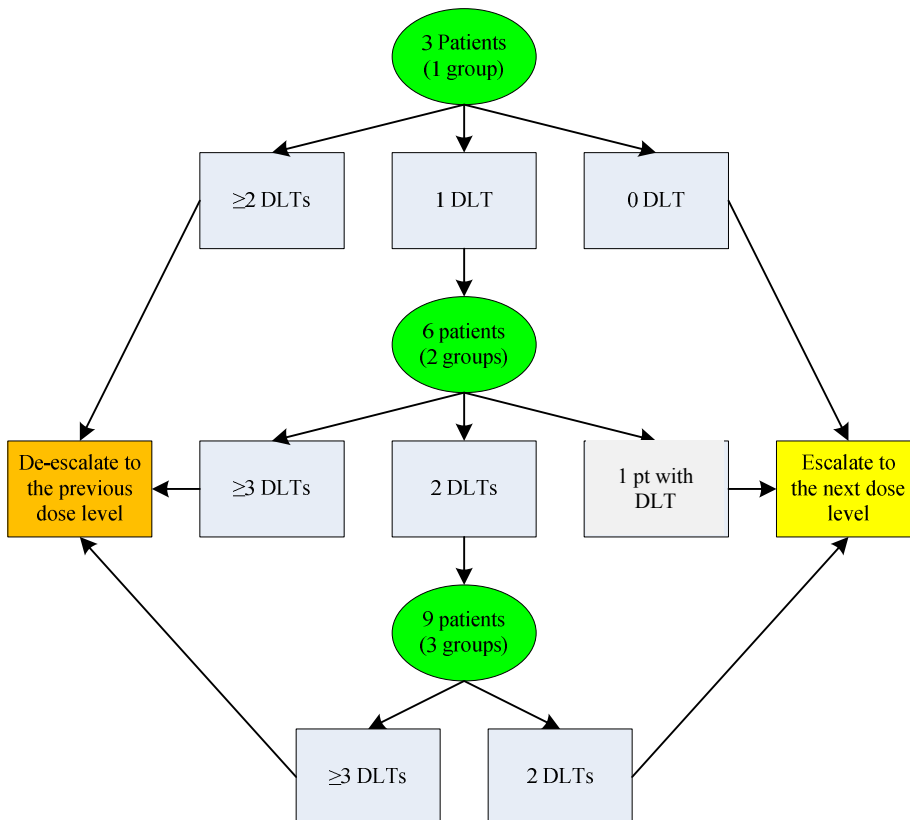 3 Patients
(1 group)
≥2 DLTs
1 DLT
0 DLT
6 patients
(2 groups)
De-escalate to
the previous
dose level
≥3 DLTs
2 DLTs
1 pt with
DLT
Escalate to
the next dose
level
9 patients
(3 groups)
≥3 DLTs
2 DLTs